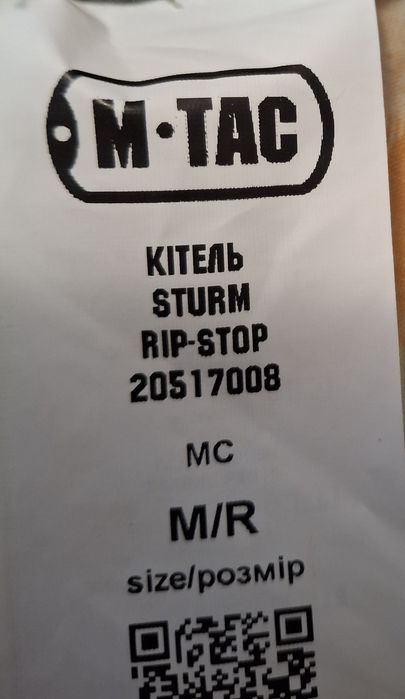 M·TAC
КІТЕЛЬ
STURM
RIP-STOP
20517008
MC
M/R
size/розмір